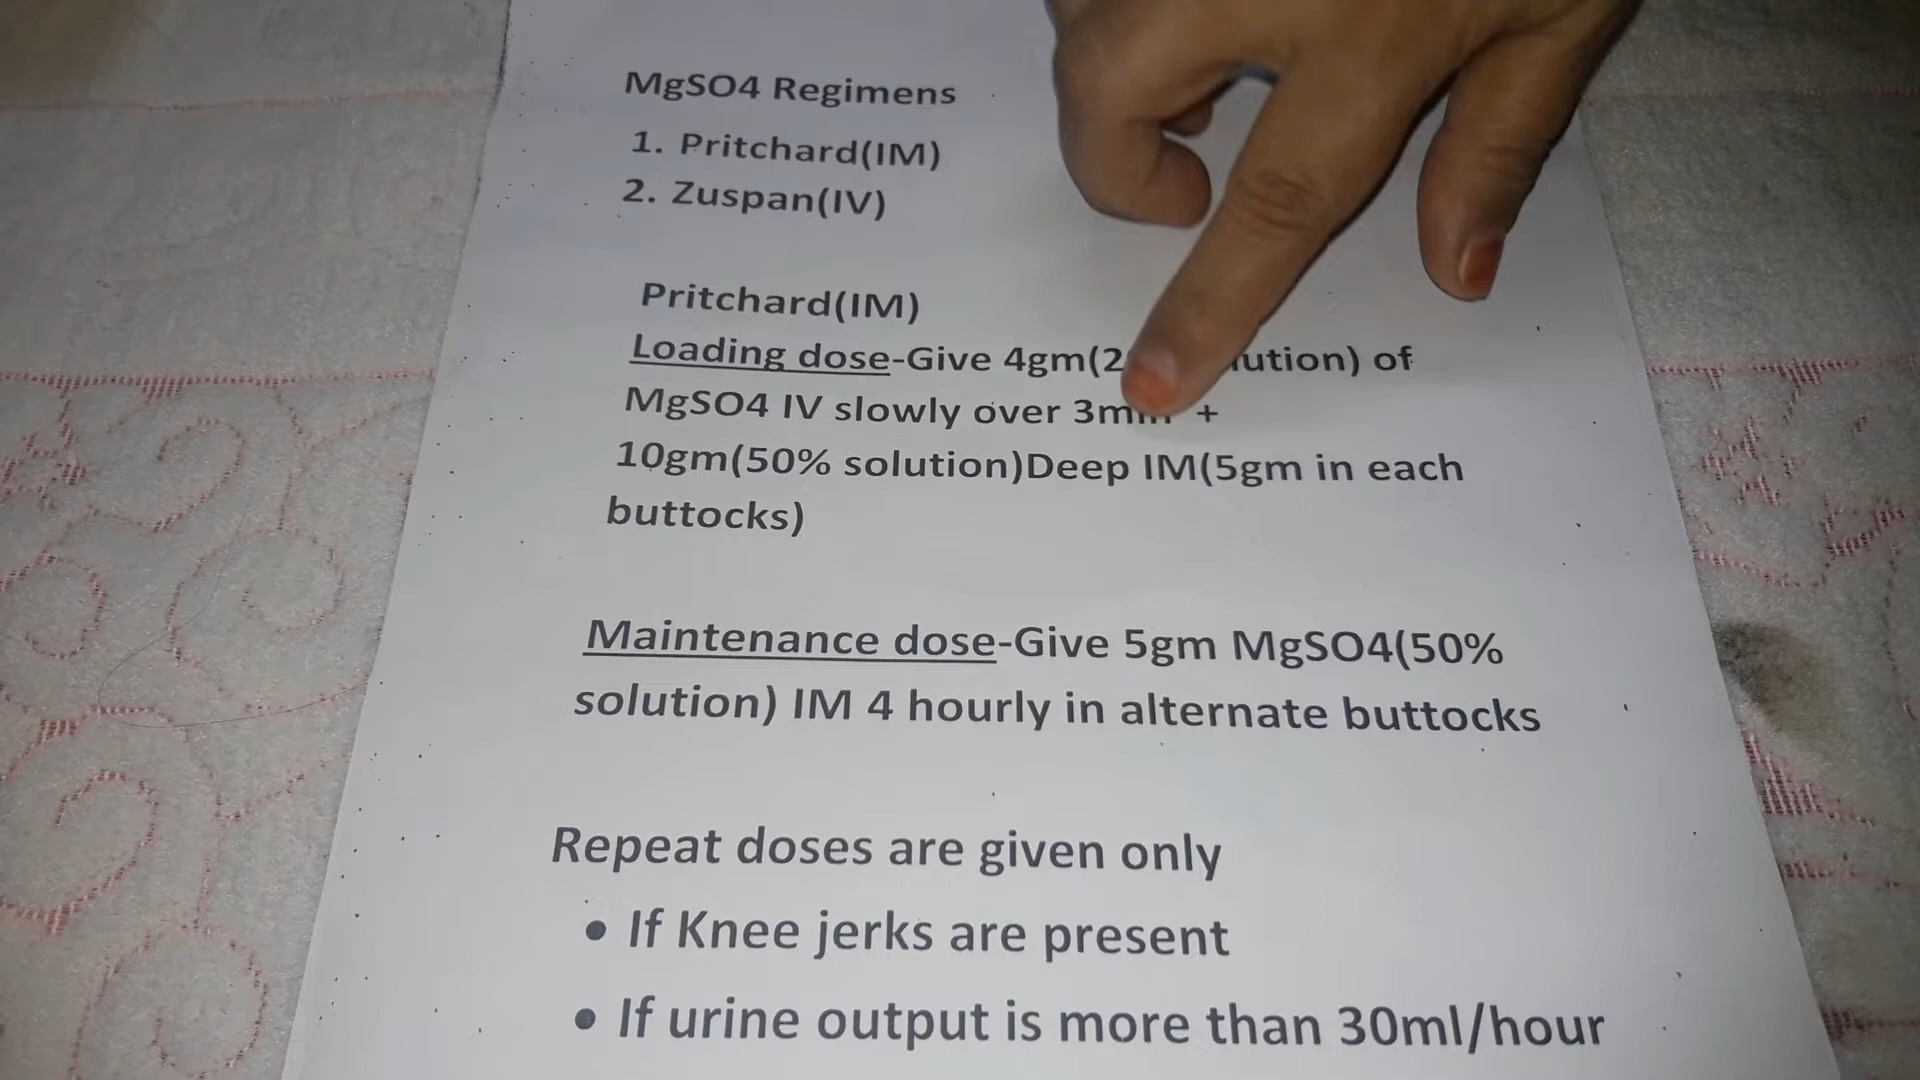 MgSO4 Regimens
1. Pritchard(IM)
2. Zuspan(IV)
Pritchard(IM)
Loading dose-Give 4gm( of
MgSO4 IV slowly over +
10gm(50% solution)Deep IM(5gm in each
buttocks)
Maintenance dose-Give 5gm MgSO4(50%
solution) IM 4 hourly in alternate buttocks
Repeat doses are given only
• If Knee jerks are present
• If urine output is more than 30ml/hour